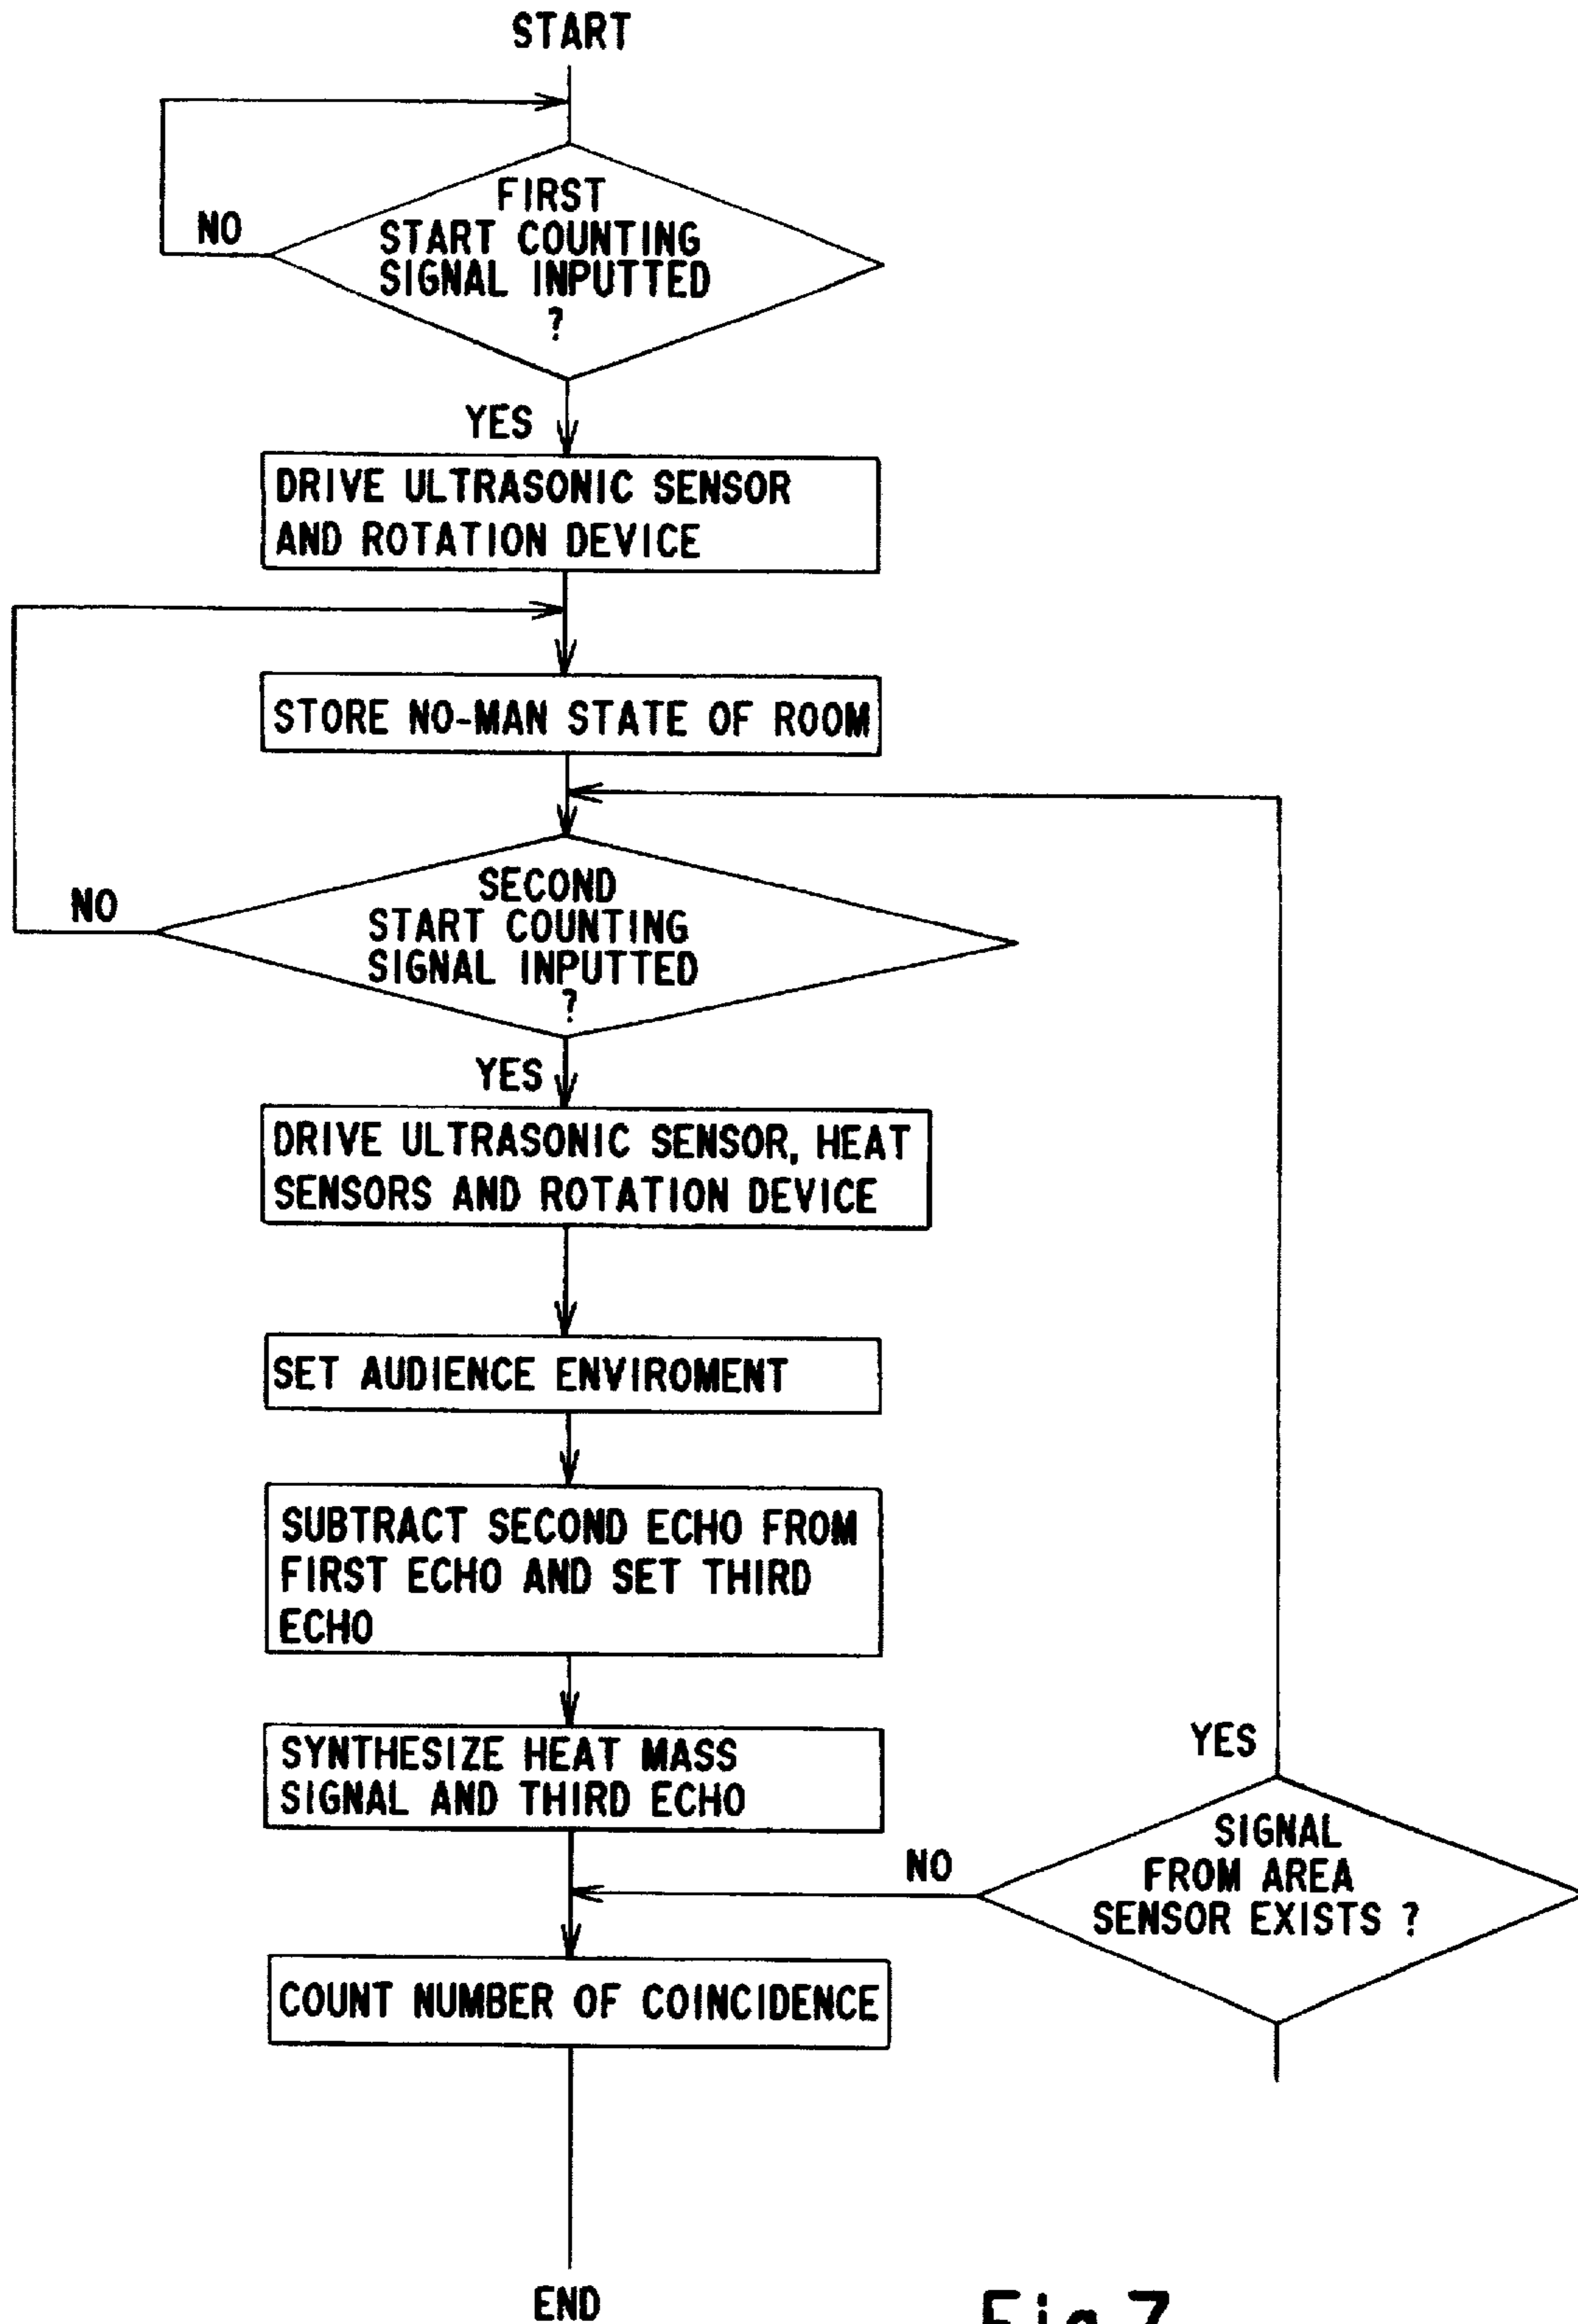 START
FIRST
START COUNTING
SIGNAL INPUTTED
?
NO
YES
DRIVE ULTRASONIC SENSOR
AND ROTATION DEVICE
STORE NO-MAN STATE OF ROOM
SECOND
START COUNTING
SIGNAL INPUTTED
?
NO
YES
DRIVE ULTRASONIC SENSOR, HEAT
SENSORS AND ROTATION DEVICE
SET AUDIENCE ENVIROMENT
SUBTRACT SECOND ECHO FROM
FIRST ECHO AND SET THIRD
ECHO
SYNTHESIZE HEAT MASS
SIGNAL AND THIRD ECHO
YES
SIGNAL
FROM AREA
SENSOR EXISTS ?
NO
COUNT NUMBER OF COINCIDENCE
END
Fig.7